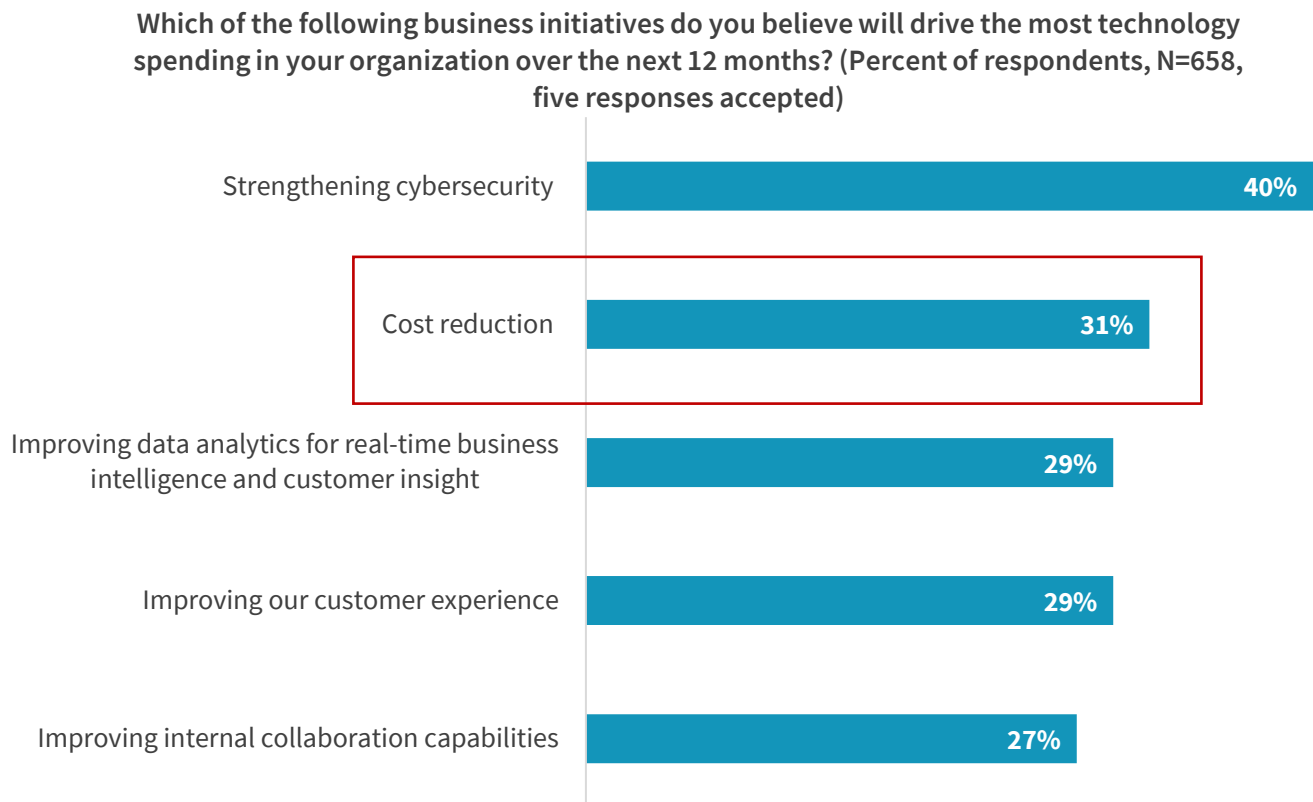 Which of the following business initiatives do you believe will drive the most technology
spending in your organization over the next 12 months? (Percent of respondents, N=658,
five responses accepted)
Strengthening cybersecurity
40%
Cost reduction
31%
Improving data analytics for real-time business
intelligence and customer insight
29%
Improving our customer experience
29%
Improving internal collaboration capabilities
27%